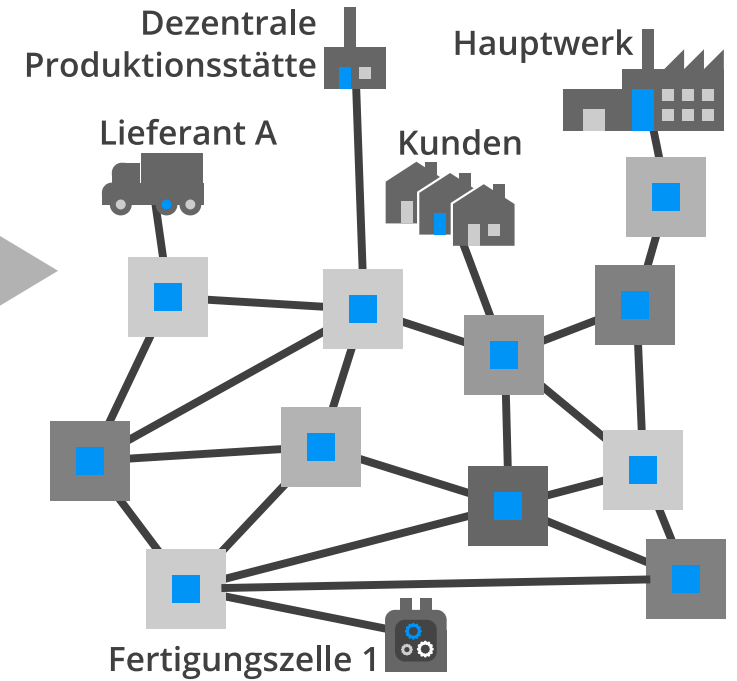 Dezentrale
Produktionsstätte
Hauptwerk
Lieferant A
Kunden
Fertigungszelle 1